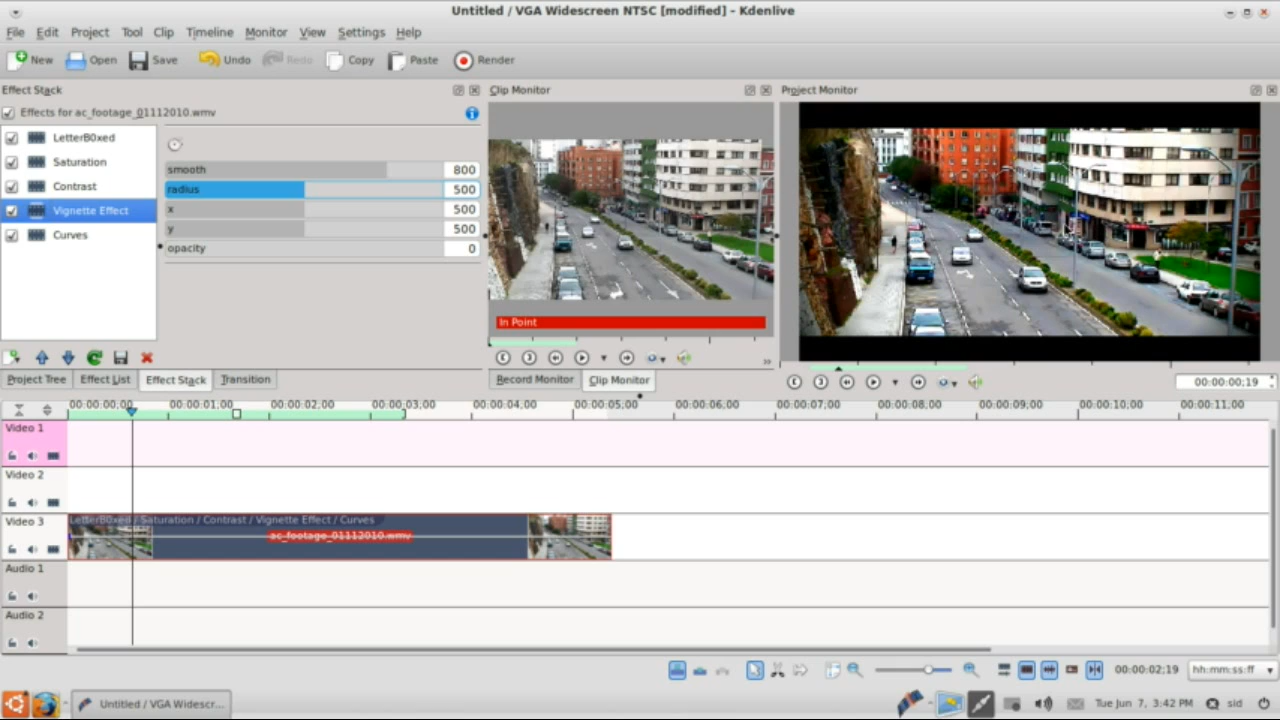 Untitled / VGA Widescreen NTSC [modified] – Kdenlive
File Edit Project Tool Clip Timeline Monitor View Settings Help
New Open Save Undo Redo Copy Paste Render
Effect Stack
Effects for ac_footage_01112010.wmv
LetterB0xed
Saturation
Contrast
Vignette Effect
Curves
smooth 800
radius 500
x 500
y 500
opacity 0
Clip Monitor
In Point
Project Monitor
Project Tree Effect List Effect Stack Transition
Record Monitor Clip Monitor
00:00:00;19
00:00:00;00 00:00:01;00 00:00:02;00 00:00:03;00 00:00:04;00 00:00:05;00 00:00:06;00 00:00:07;00 00:00:08;00 00:00:09;00 00:00:10;00 00:00:11;00
Video 1
Video 2
Video 3
LetterB0xed / Saturation / Contrast / Vignette Effect / Curves
ac_footage_01112010.wmv
Audio 1
Audio 2
00:00:02;19 hh:mm:ss:ff
Untitled / VGA Widescr...
Tue Jun 7, 3:42 PM sid